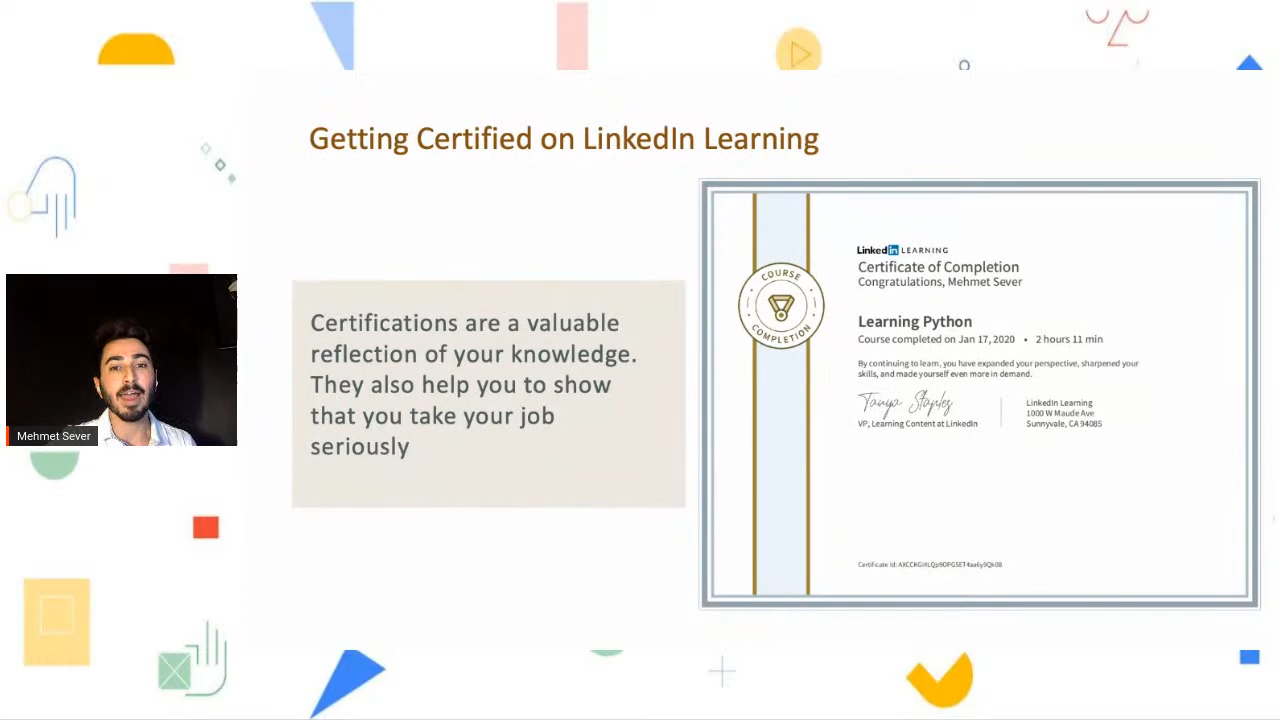 Getting Certified on LinkedIn Learning
Certifications are a valuable
reflection of your knowledge.
They also help you to show
that you take your job
seriously
Mehmet Sever
COURSE
COMPLETION
Linked in LEARNING
Certificate of Completion
Congratulations, Mehmet Sever
Learning Python
Course completed on Jan 17, 2020 • 2 hours 11 min
By continuing to learn, you have expanded your perspective, sharpened your
skills, and made yourself even more in demand.
VP, Learning Content at LinkedIn
LinkedIn Learning
1000 W Maude Ave
Sunnyvale, CA 94085
Certificate Id: